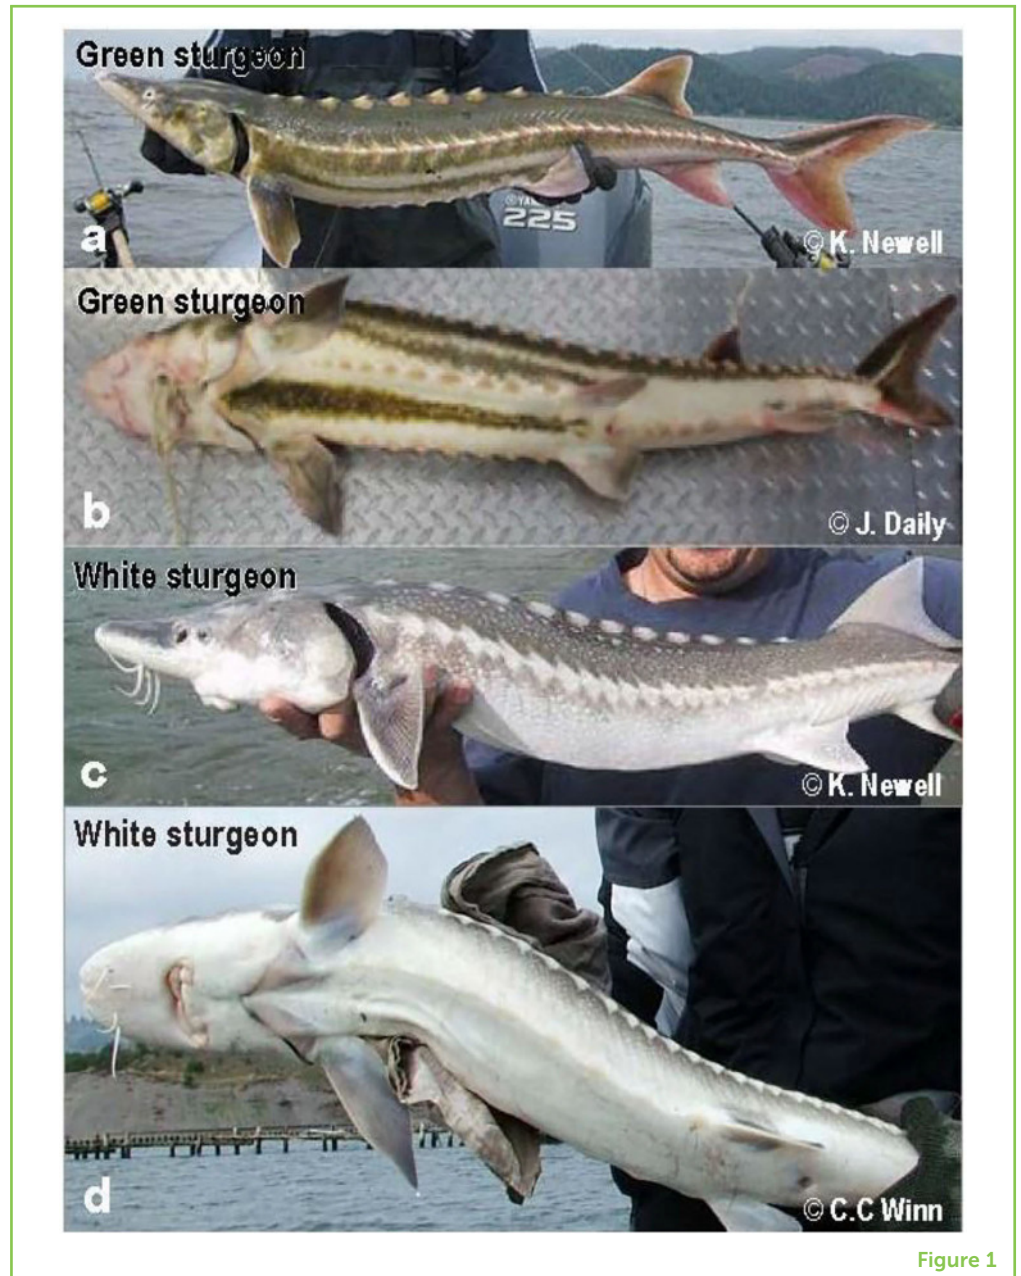 Green sturgeon
225
a
© K. Newell
Green sturgeon
b
© J. Daily
White sturgeon
c
© K. Newell
White sturgeon
d
© C.C Winn
Figure 1